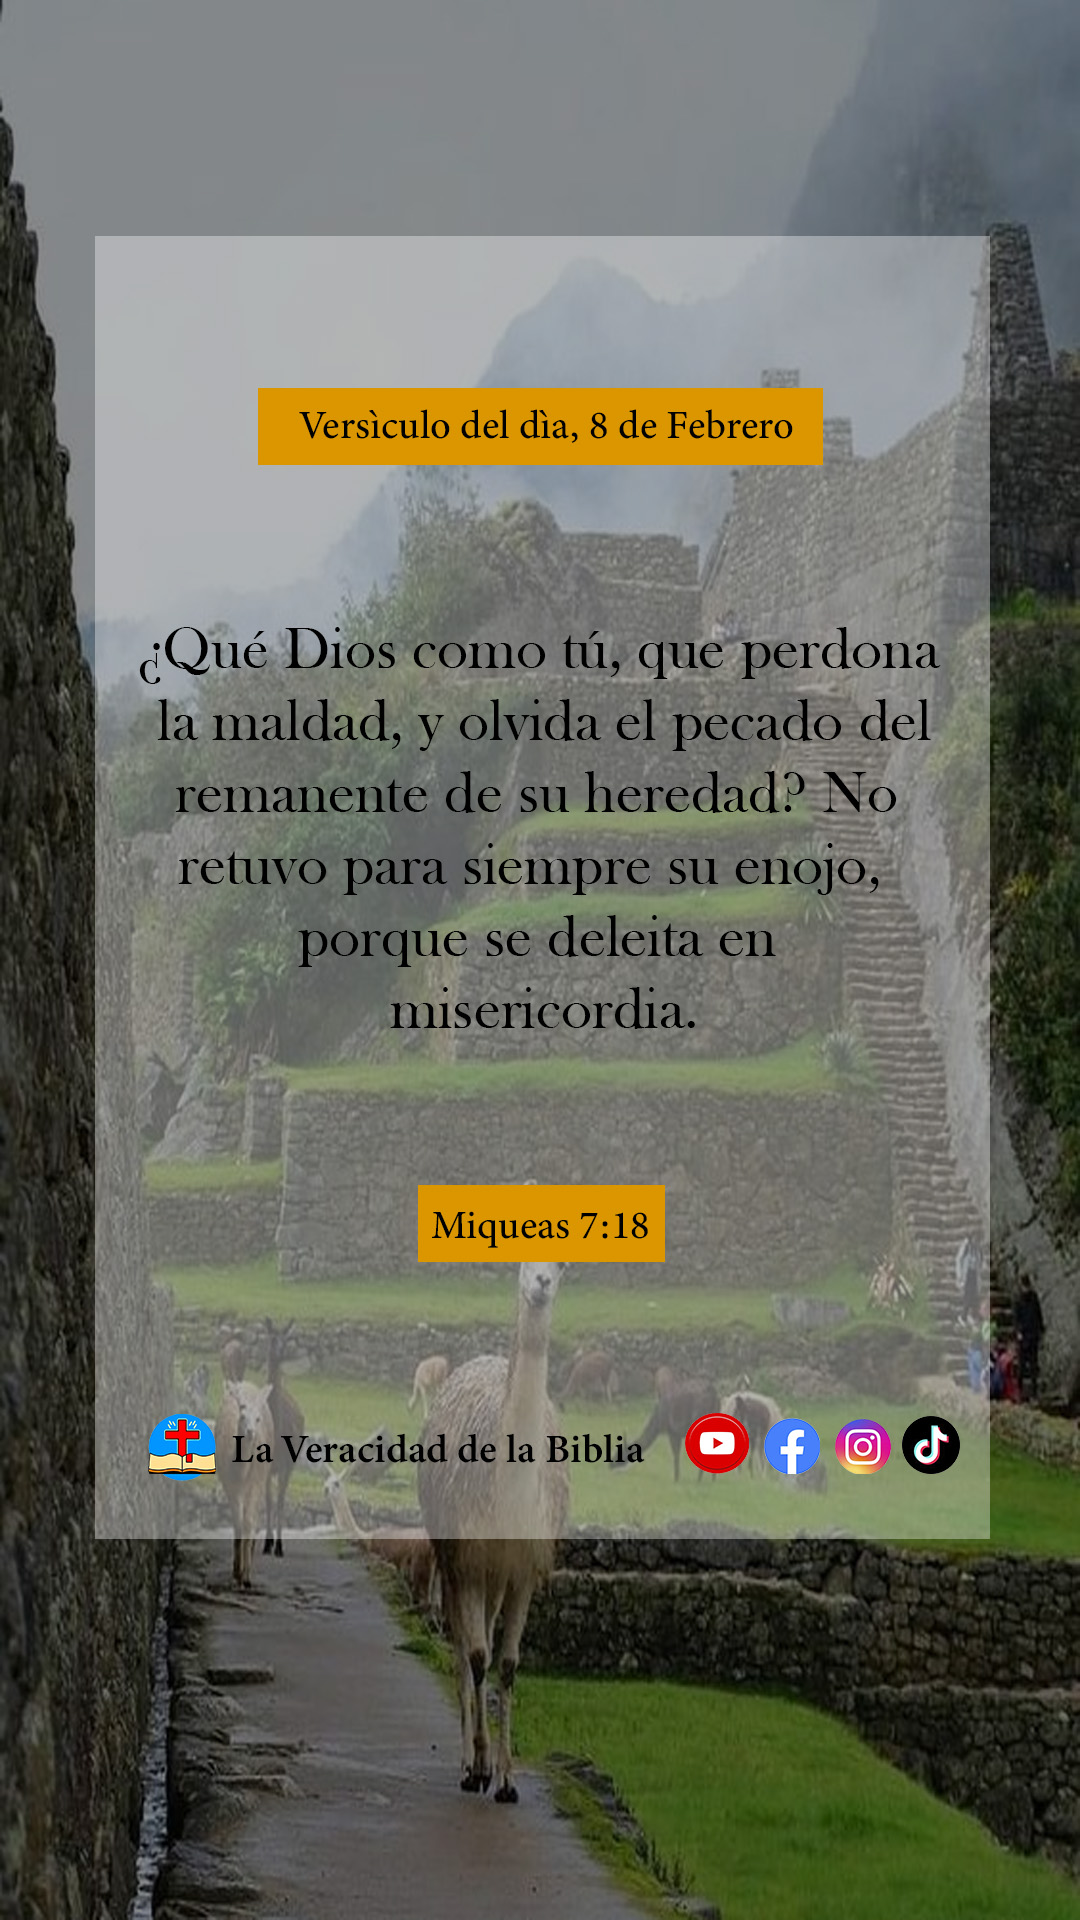 Versìculo del dìa, 8 de Febrero
¿Qué Dios como tú, que perdona
la maldad, y olvida el pecado del
remanente de su heredad? No
retuvo para siempre su enojo,
porque se deleita en
misericordia.
Miqueas 7:18
La Veracidad de la Biblia